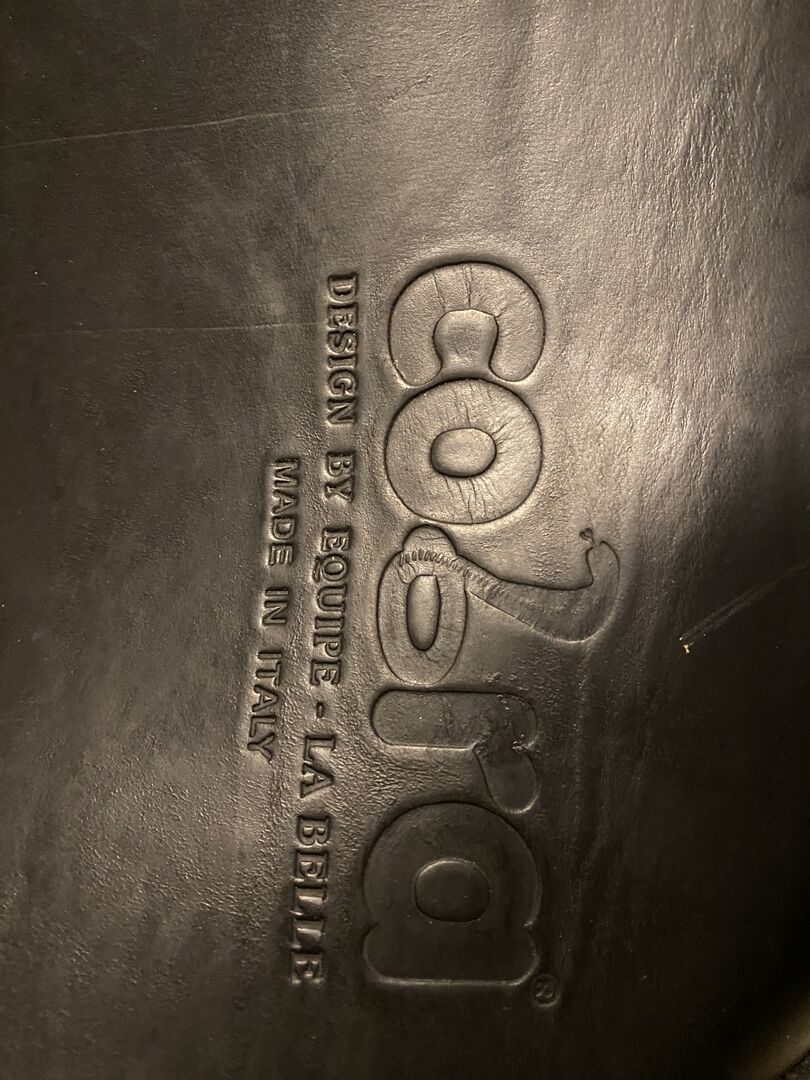 cobra®
DESIGN BY EQUIPE - LA BELLE
MADE IN ITALY